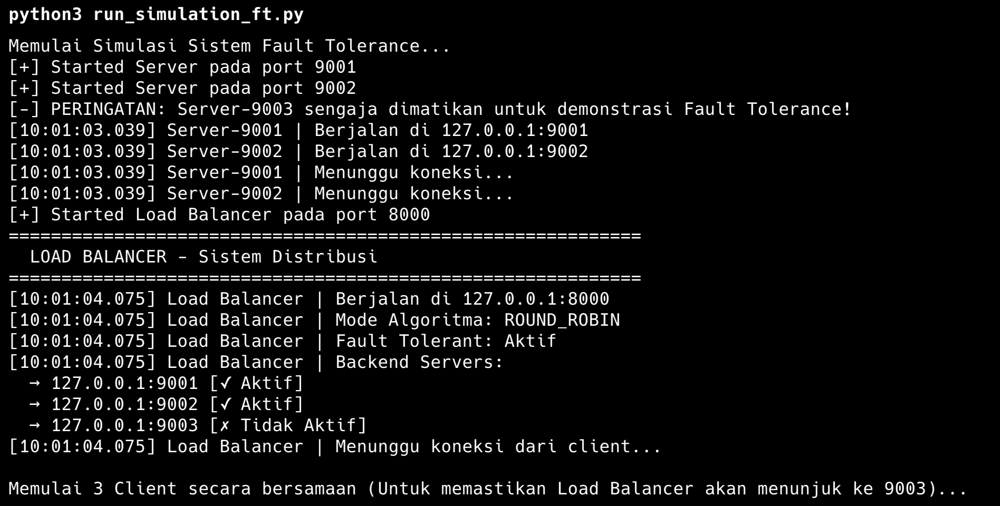 python3 run_simulation_ft.py
Memulai Simulasi Sistem Fault Tolerance...
[+] Started Server pada port 9001
[+] Started Server pada port 9002
[-] PERINGATAN: Server-9003 sengaja dimatikan untuk demonstrasi Fault Tolerance!
[10:01:03.039] Server-9001 | Berjalan di 127.0.0.1:9001
[10:01:03.039] Server-9002 | Berjalan di 127.0.0.1:9002
[10:01:03.039] Server-9001 | Menunggu koneksi...
[10:01:03.039] Server-9002 | Menunggu koneksi...
[+] Started Load Balancer pada port 8000
============================================================
  LOAD BALANCER - Sistem Distribusi
============================================================
[10:01:04.075] Load Balancer | Berjalan di 127.0.0.1:8000
[10:01:04.075] Load Balancer | Mode Algoritma: ROUND_ROBIN
[10:01:04.075] Load Balancer | Fault Tolerant: Aktif
[10:01:04.075] Load Balancer | Backend Servers:
  → 127.0.0.1:9001 [✓ Aktif]
  → 127.0.0.1:9002 [✓ Aktif]
  → 127.0.0.1:9003 [✗ Tidak Aktif]
[10:01:04.075] Load Balancer | Menunggu koneksi dari client...
Memulai 3 Client secara bersamaan (Untuk memastikan Load Balancer akan menunjuk ke 9003)...